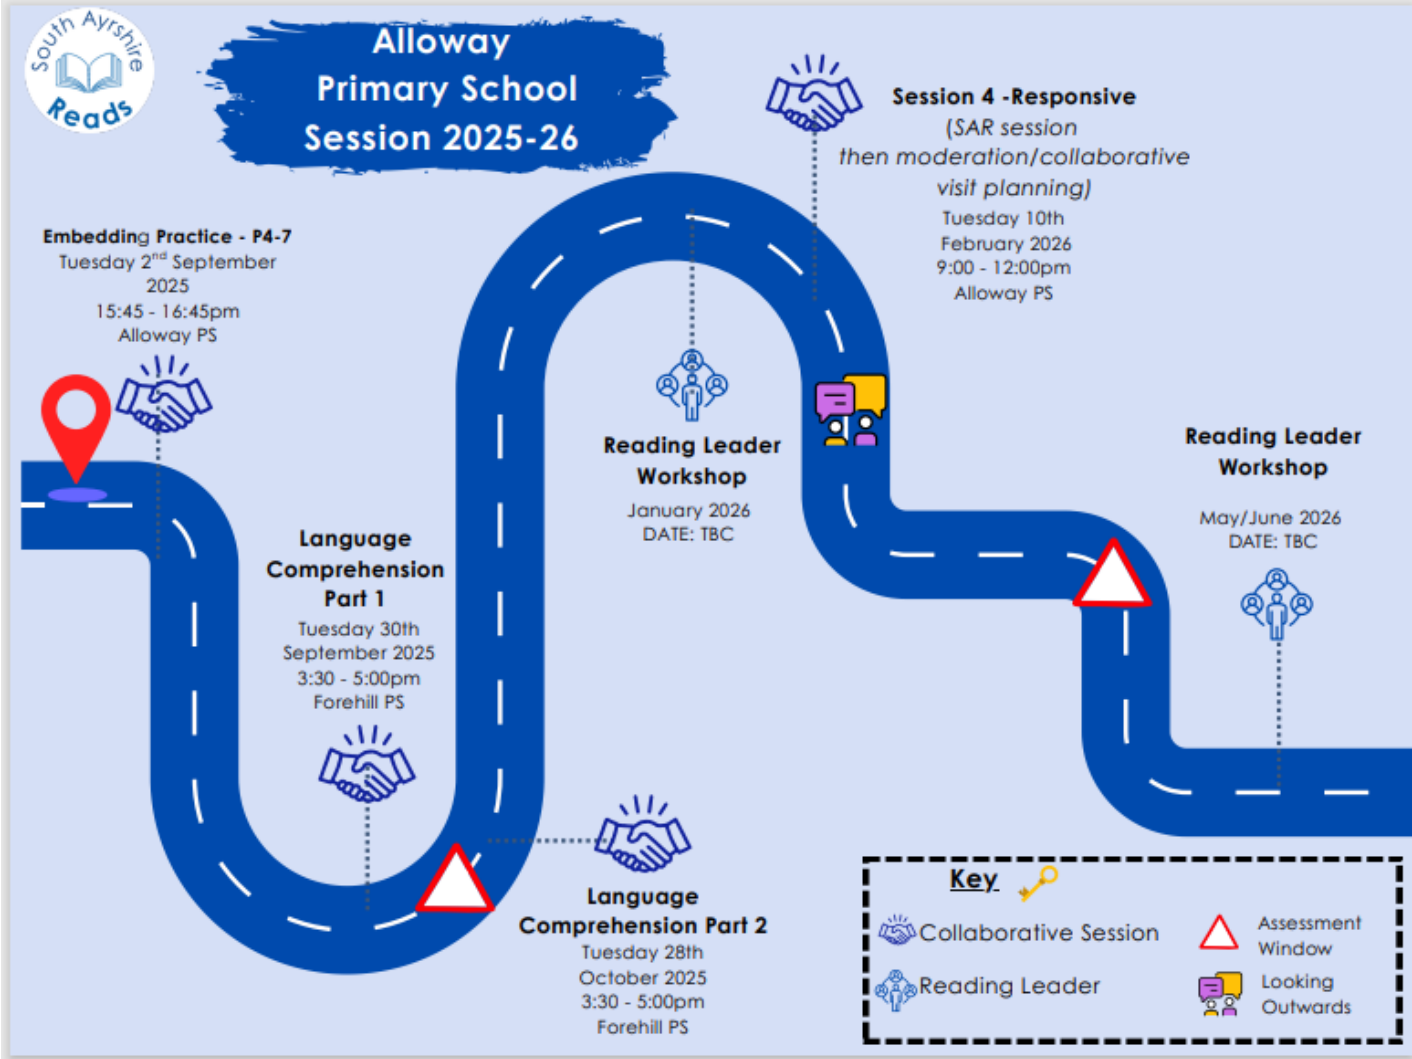 South Ayrshire
Reads
Alloway
Primary School
Session 2025-26
Embedding Practice - P4-7
Tuesday 2nd September
2025
15:45 - 16:45pm
Alloway PS
Language
Comprehension
Part 1
Tuesday 30th
September 2025
3:30 - 5:00pm
Forehill PS
Language
Comprehension Part 2
Tuesday 28th
October 2025
3:30 - 5:00pm
Forehill PS
Reading Leader
Workshop
January 2026
DATE: TBC
Session 4 -Responsive
(SAR session
then moderation/collaborative
visit planning)
Tuesday 10th
February 2026
9:00 - 12:00pm
Alloway PS
Reading Leader
Workshop
May/June 2026
DATE: TBC
Key
Collaborative Session
Reading Leader
Assessment
Window
Looking
Outwards